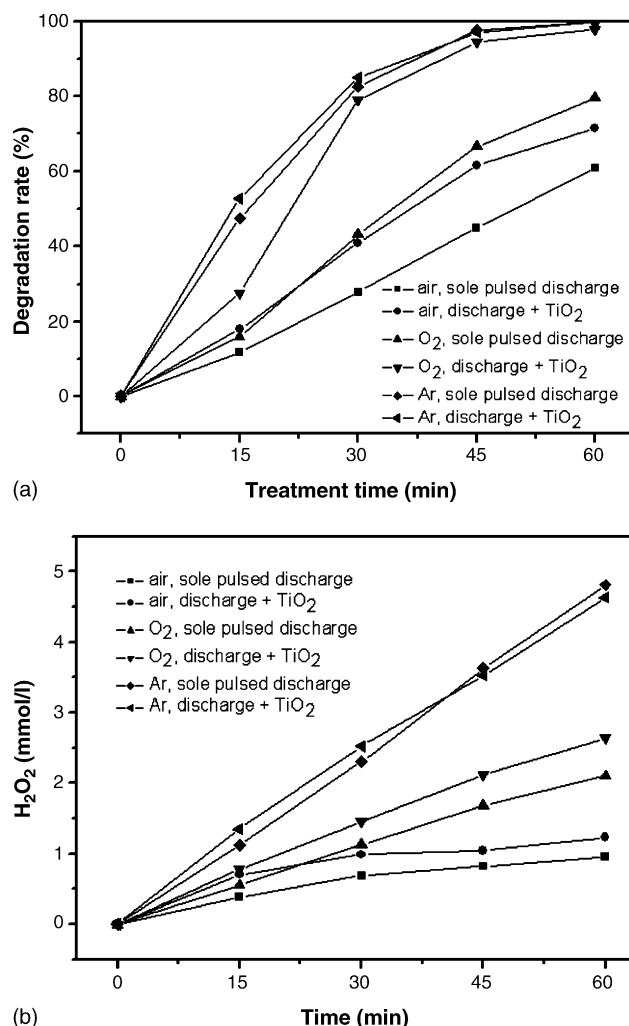 100
80
60
40
20
0
Degradation rate (%)
air, sole pulsed discharge
air, discharge + TiO2
O2, sole pulsed discharge
O2, discharge + TiO2
Ar, sole pulsed discharge
Ar, discharge + TiO2
0 15 30 45 60
(a) Treatment time (min)
5
4
3
2
1
0
H2O2 (mmol/l)
air, sole pulsed discharge
air, discharge + TiO2
O2, sole pulsed discharge
O2, discharge + TiO2
Ar, sole pulsed discharge
Ar, discharge + TiO2
0 15 30 45 60
(b) Time (min)